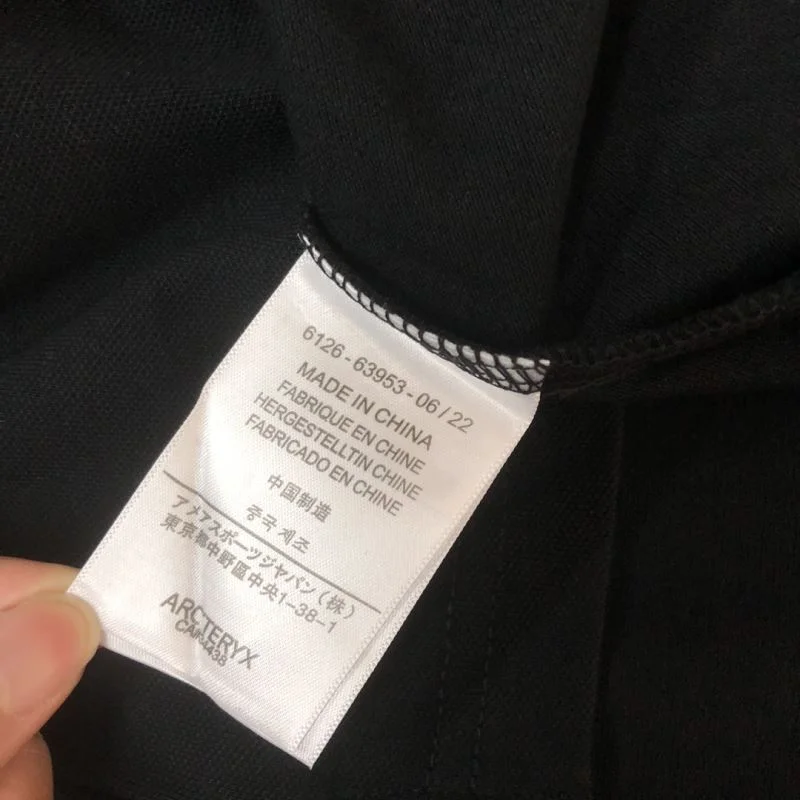 6126-63953-06/22
MADE IN CHINA
FABRIQUE EN CHINE
HERGESTELLTIN CHINE
FABRICADO EN CHINE
中国制造
중국 제조
アメアスポーツジャパン(株)
東京都中野區中央1-38-1
ARCTERYX